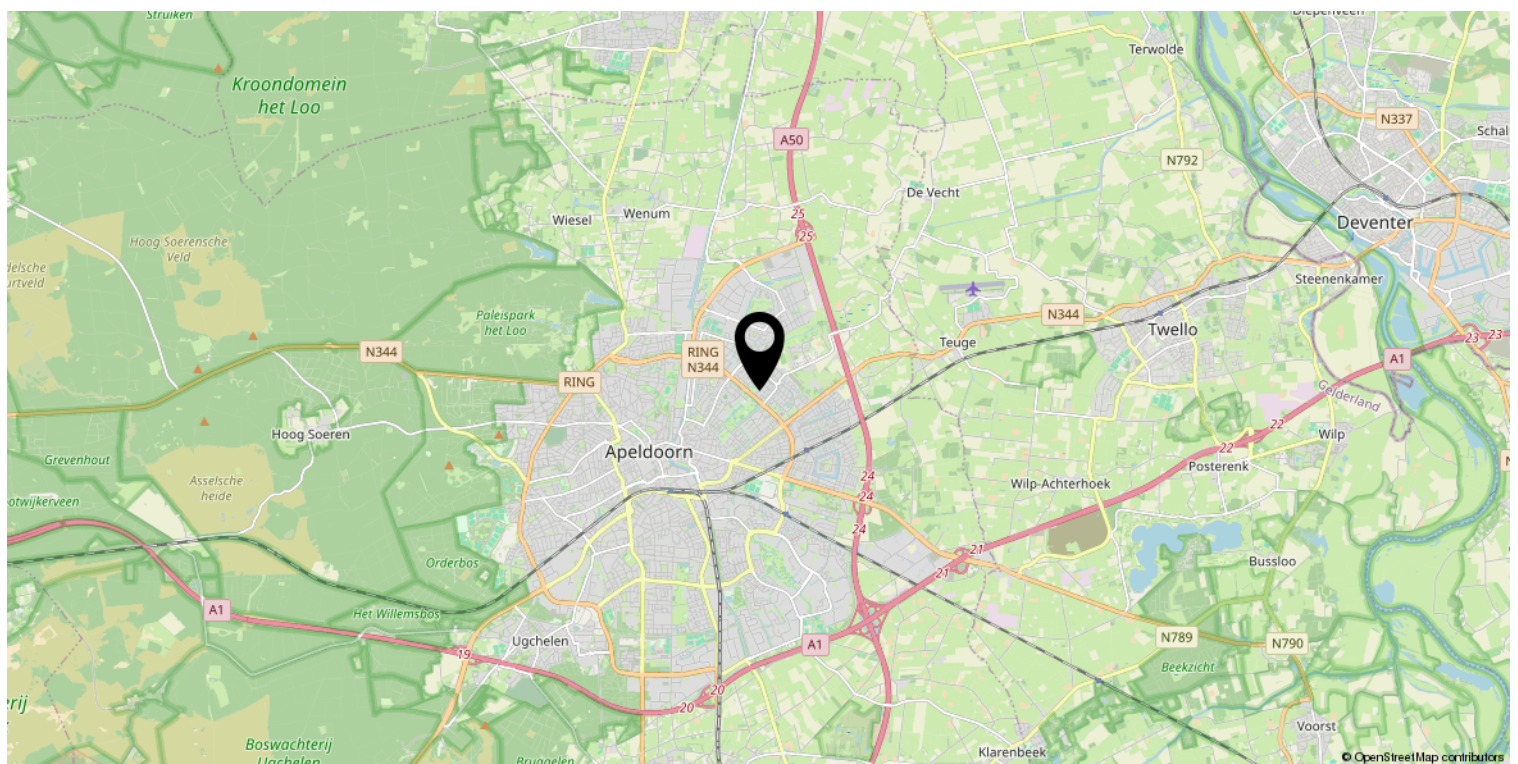 Struiken
Diepenveen
Terwolde
Kroondomein
het Loo
N337
A50
Schal
N792
De Vecht
Wiesel
Wenum
25
25
Deventer
Hoog Soerensche
Veld
Steenenkamer
Paleispark
het Loo
N344
Twello
Teuge
N344
RING
N344
RING
23
23
A1
Gelderland
Hoog Soeren
22
22
Wilp
Apeldoorn
Grevenhout
Posterenk
Asselsche
heide
24
24
24
Wilp-Achterhoek
21
21
Bussloo
Orderbos
A1
Het Willemsbos
Ugchelen
A1
N789
N790
19
Beekzicht
20
20
Voorst
Boswachterij
Ugchelen
Klarenbeek
Bruggelen
© OpenStreetMap contributors